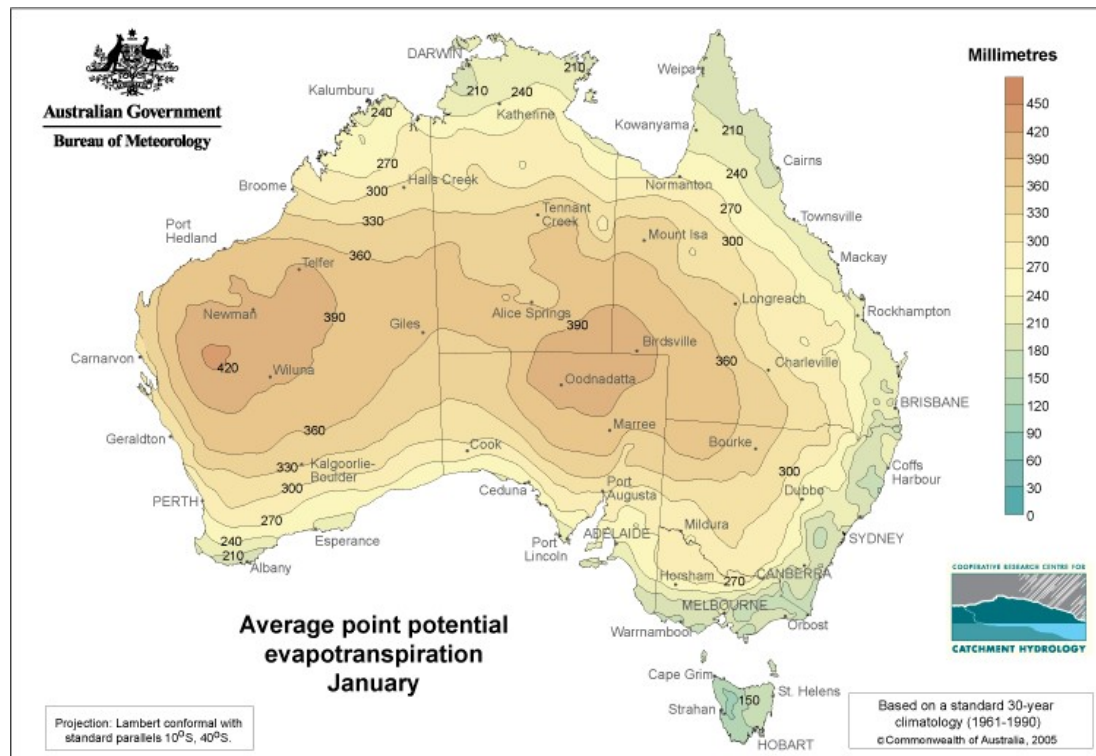 Australian Government
Bureau of Meteorology
DARWIN
210
210
Weipa
Millimetres
Kalumburu
240
210
240
Katherine
Kowanyama
210
450
420
390
360
330
300
270
240
210
180
150
120
90
60
30
0
270
Halls Creek
Cairns
Broome
300
Normanton
240
330
Tennant
Creek
270
Townsville
Port
Hedland
360
Mount Isa
300
Mackay
Telfer
Newman
390
Giles
Alice Springs
390
Longreach
Rockhampton
Carnarvon
420
Wiluna
Birdsville
360
Charleville
Oodnadatta
BRISBANE
Geraldton
360
Marree
Bourke
Cook
330
Kalgoorlie-
Boulder
300
Coffs
Harbour
PERTH
300
Ceduna
Port
Augusta
Dubbo
270
Mildura
SYDNEY
240
Esperance
ADELAIDE
210
Albany
Port
Lincoln
Horsham
270
CANBERRA
MELBOURNE
Warrnambool
Orbost
COOPERATIVE RESEARCH CENTRE FOR
CATCHMENT HYDROLOGY
Average point potential
evapotranspiration
January
Cape Grim
150
St. Helens
Strahan
HOBART
Projection: Lambert conformal with
standard parallels 10⁰S, 40⁰S.
Based on a standard 30-year
climatology (1961-1990)
©Commonwealth of Australia, 2005